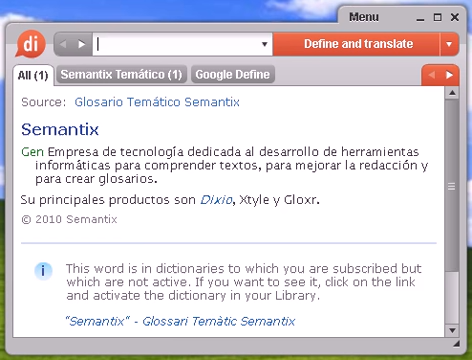 Menu
di
Define and translate
All (1) Semantix Temático (1) Google Define
Source: Glosario Temático Semantix
Semantix
Gen Empresa de tecnología dedicada al desarrollo de herramientas
informáticas para comprender textos, para mejorar la redacción y
para crear glosarios.
Su principales productos son Dixio, Xtyle y Gloxr.
© 2010 Semantix
i
This word is in dictionaries to which you are subscribed but
which are not active. If you want to see it, click on the link
and activate the dictionary in your Library.
"Semantix" - Glossari Temàtic Semantix